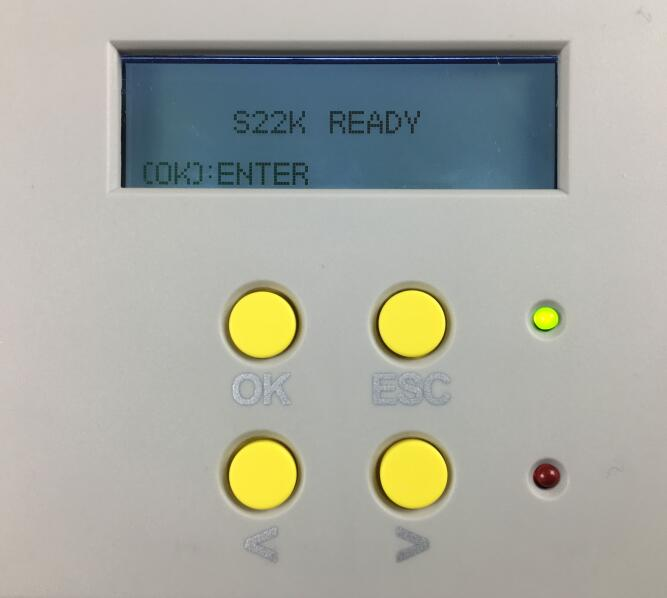 S22K READY
(OK):ENTER
OK ESC
< >